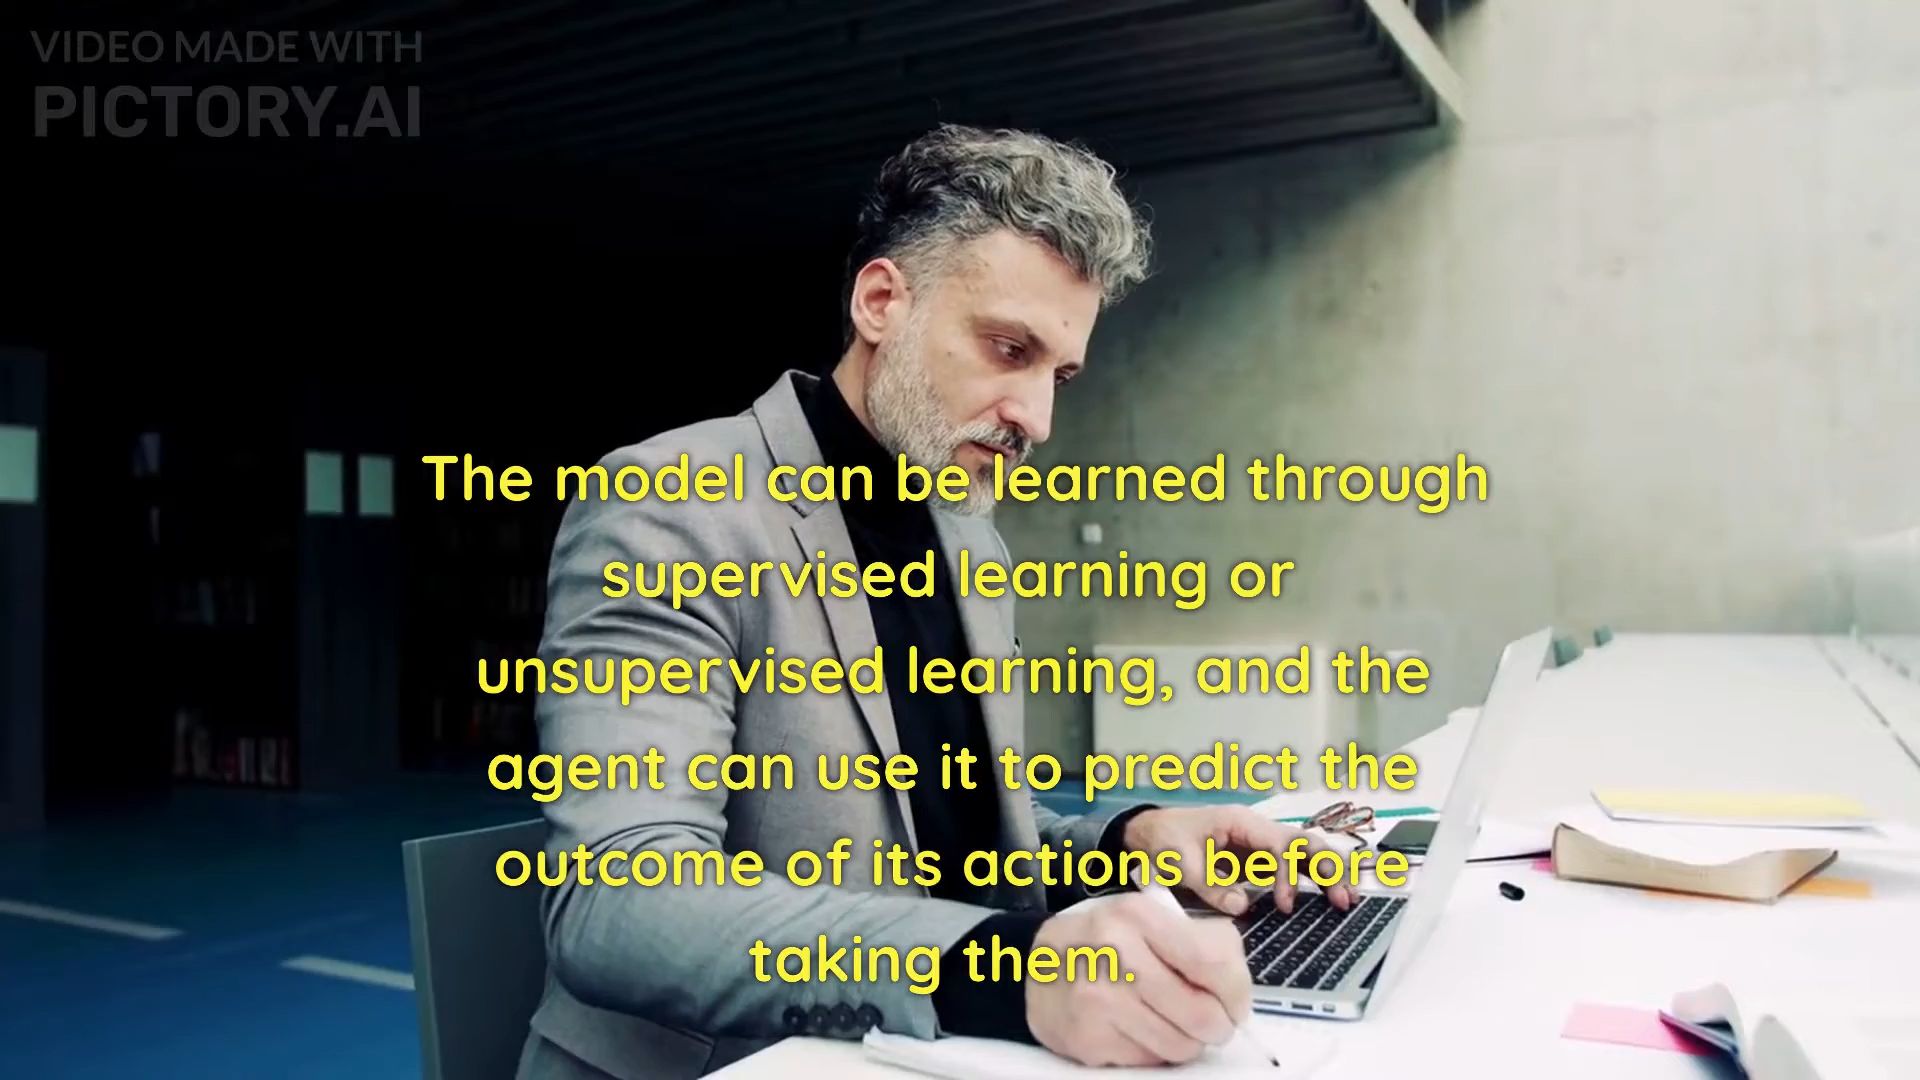 VIDEO MADE WITH
PICTORY.AI
The model can be learned through
supervised learning or
unsupervised learning, and the
agent can use it to predict the
outcome of its actions before
taking them.